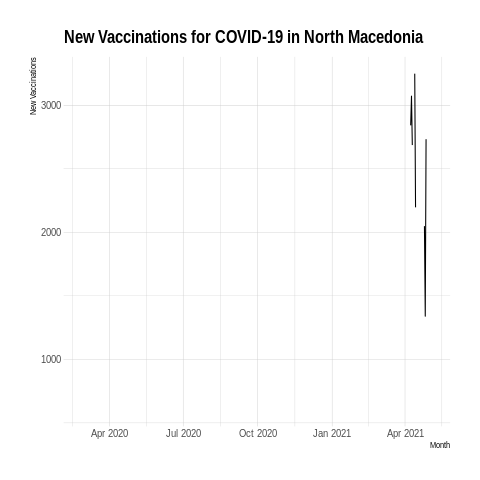 New Vaccinations for COVID-19 in North Macedonia
New Vaccinations
3000
2000
1000
Apr 2020 Jul 2020 Oct 2020 Jan 2021 Apr 2021
Month